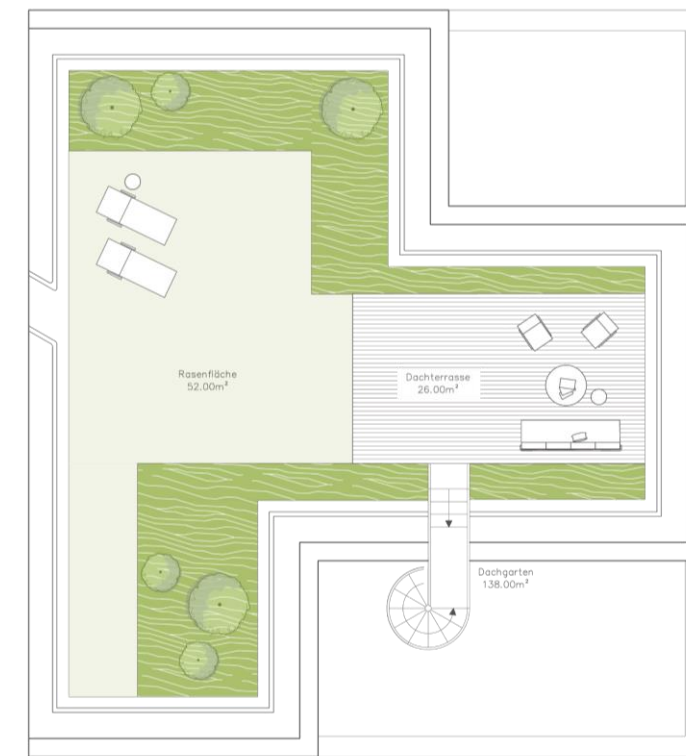 Rasenfläche
52.00m²
Dachterrasse
26.00m²
Dachgarten
138.00m²